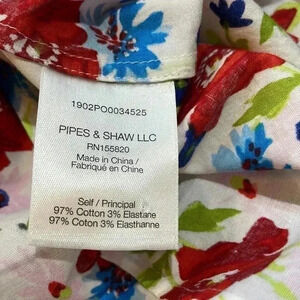 1902PO0034525
PIPES & SHAW LLC
RN155820
Made in China /
Fabriqué en Chine
Self / Principal
97% Cotton 3% Elastane
97% Coton 3% Elasthanne